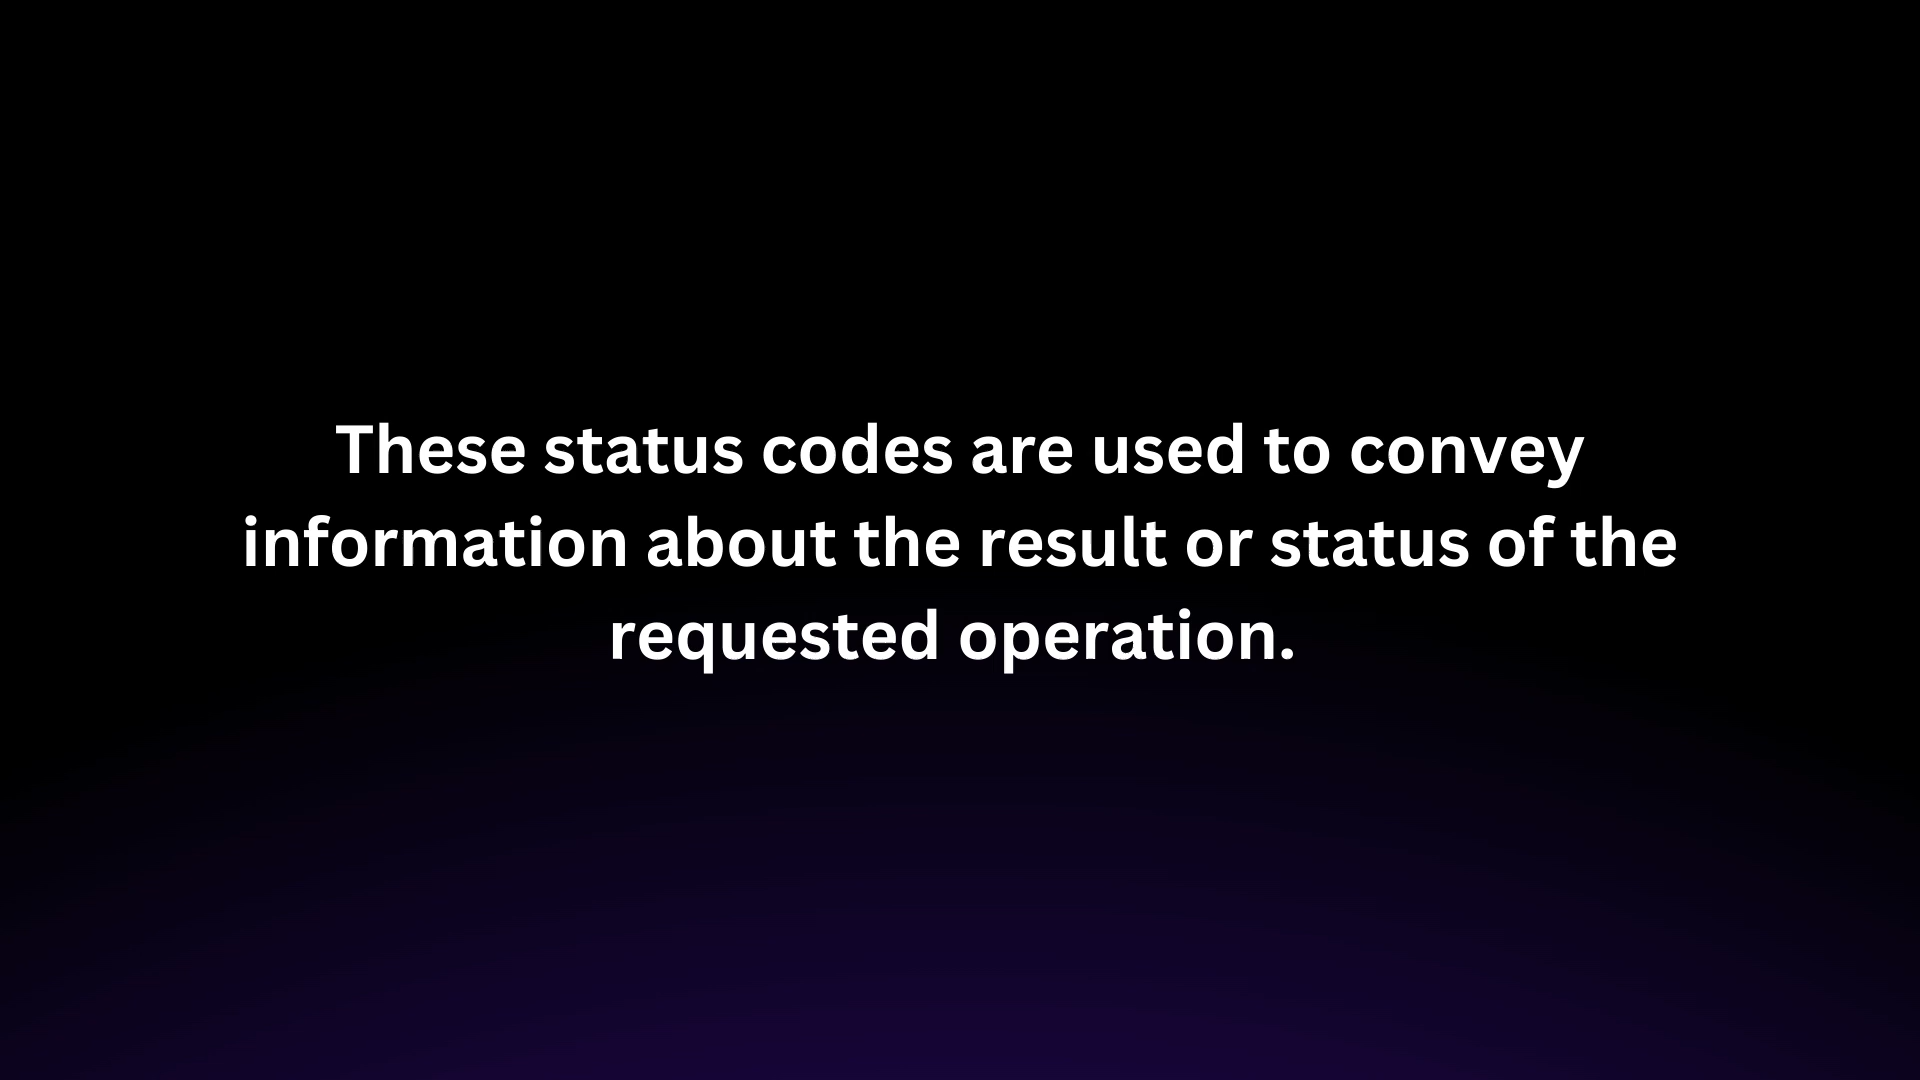 These status codes are used to convey
information about the result or status of the
requested operation.